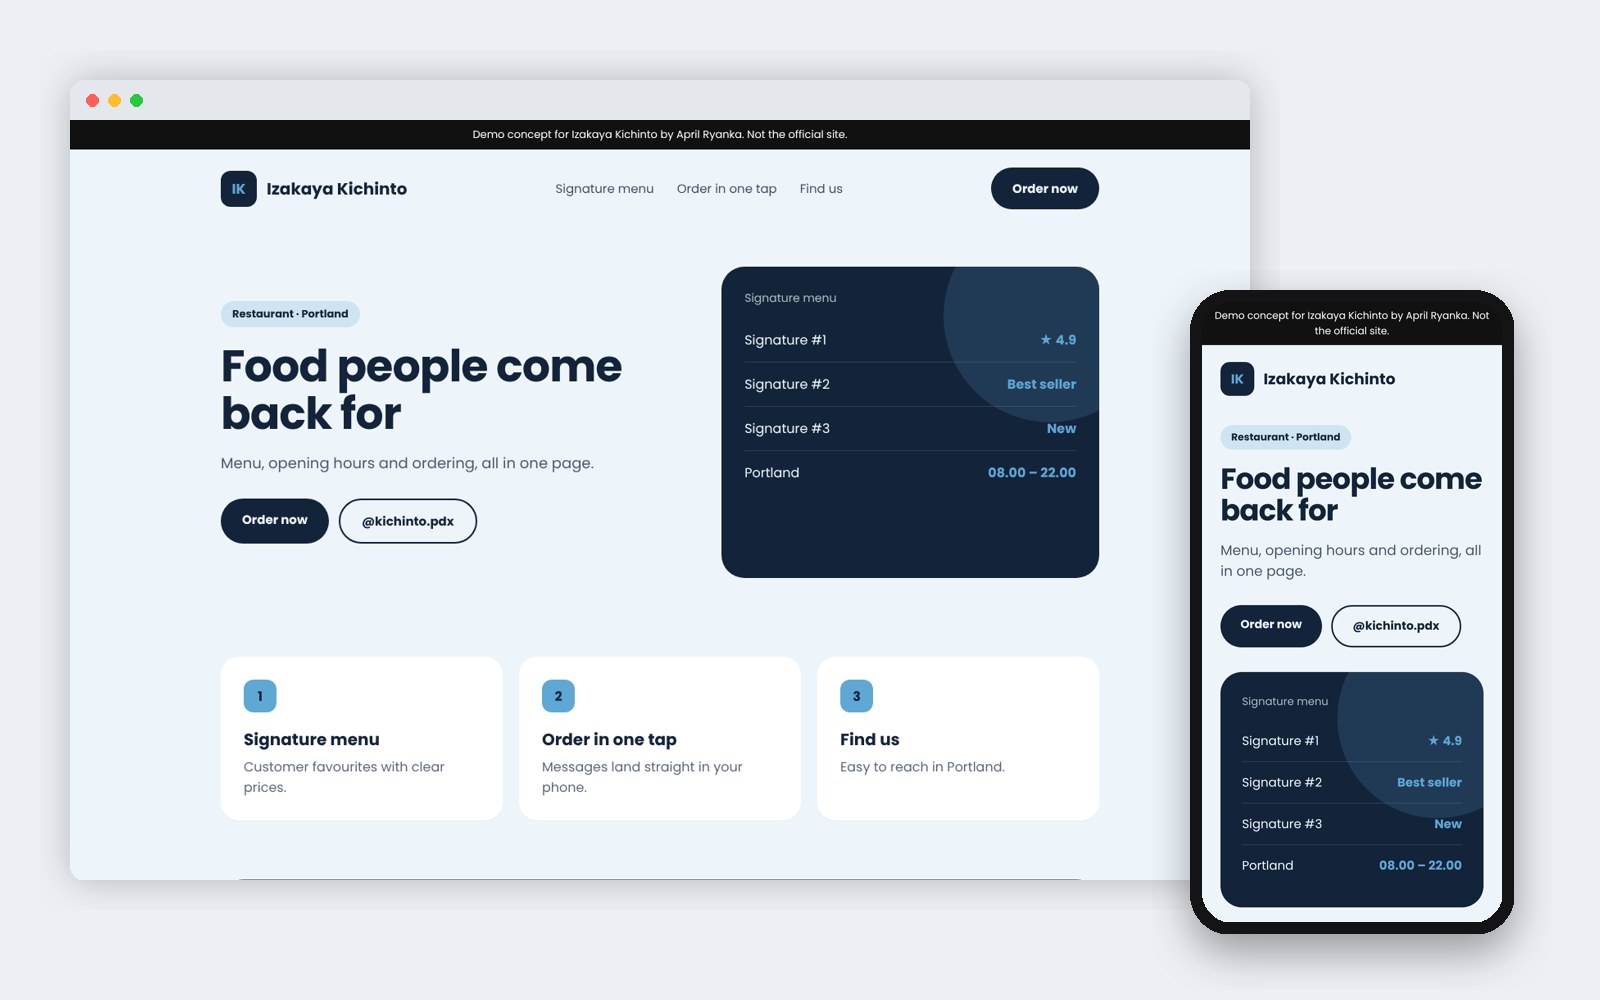 Demo concept for Izakaya Kichinto by April Ryanka. Not the official site.
IK
Izakaya Kichinto
Signature menu
Order in one tap
Find us
Order now
Restaurant · Portland
Food people come
back for
Menu, opening hours and ordering, all in one page.
Order now
@kichinto.pdx
Signature menu
Signature #1 ★ 4.9
Signature #2 Best seller
Signature #3 New
Portland 08.00 – 22.00
1
Signature menu
Customer favourites with clear
prices.
2
Order in one tap
Messages land straight in your
phone.
3
Find us
Easy to reach in Portland.
Demo concept for Izakaya Kichinto by April Ryanka. Not
the official site.
IK
Izakaya Kichinto
Restaurant · Portland
Food people come
back for
Menu, opening hours and ordering, all
in one page.
Order now
@kichinto.pdx
Signature menu
Signature #1 ★ 4.9
Signature #2 Best seller
Signature #3 New
Portland 08.00 – 22.00